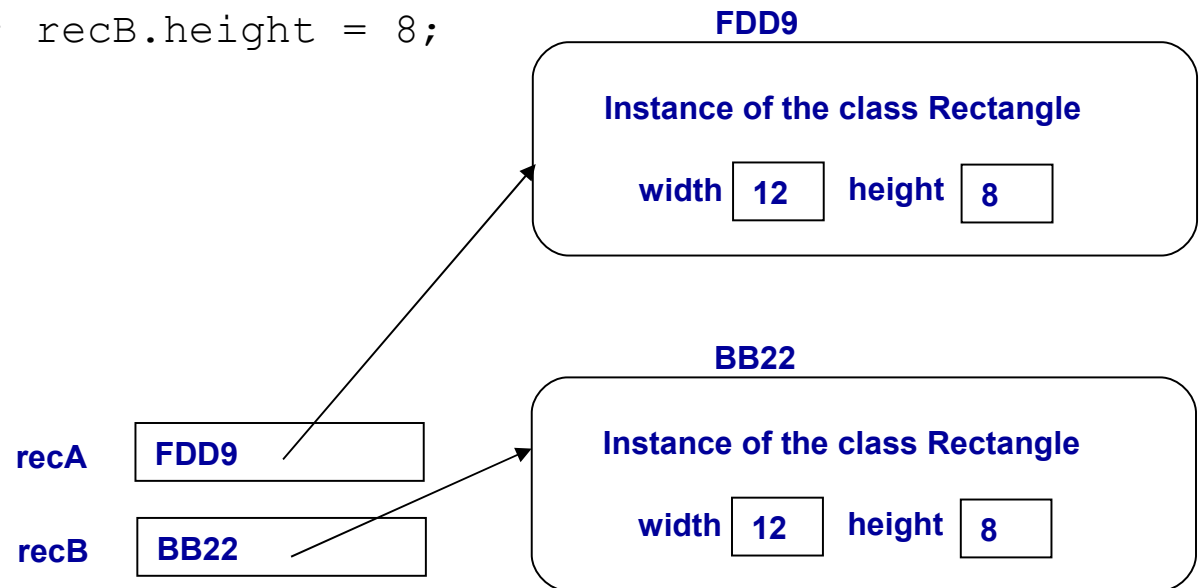 recB.height = 8;
FDD9
Instance of the class Rectangle
width 12 height 8
BB22
Instance of the class Rectangle
width 12 height 8
recA FDD9
recB BB22